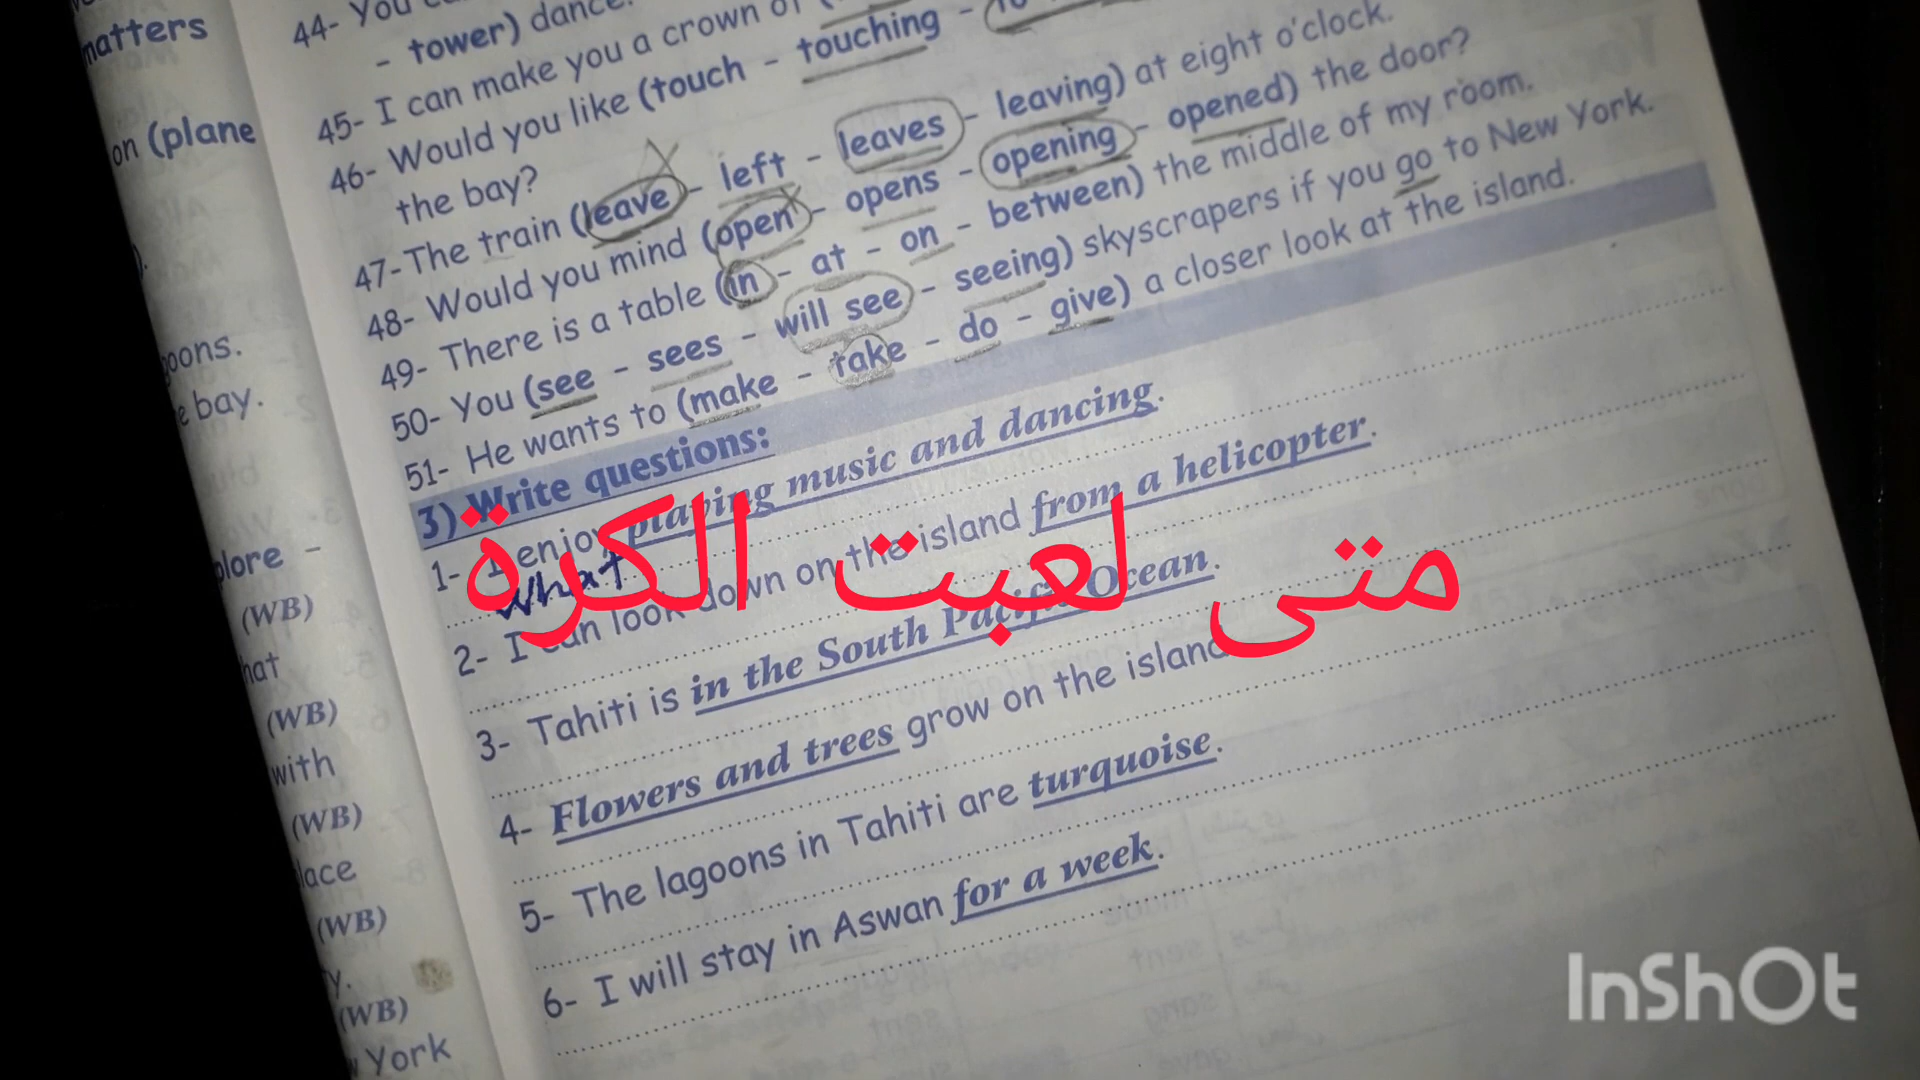 matters
on (plane
oons.
e bay.
plore -
(WB)
hat
(WB)
with
(WB)
lace
(WB)
y.
(WB)
York
44- You
- tower) dance.
45- I can make you a crown of
46- Would you like (touch - touching -
the bay?
47- The train (leave - left - leaves - leaving) at eight o'clock.
48- Would you mind (open - opens - opening - opened) the door?
49- There is a table (in - at - on - between) the middle of my room.
50- You (see - sees - will see - seeing) skyscrapers if you go to New York.
51- He wants to (make - take - do - give) a closer look at the island.
3) Write questions:
1- I enjoy playing music and dancing.
What
2- I can look down on the island from a helicopter.
3- Tahiti is in the South Pacific Ocean.
4- Flowers and trees grow on the island
5- The lagoons in Tahiti are turquoise.
6- I will stay in Aswan for a week.
متى لعبت الكرة
InShOt